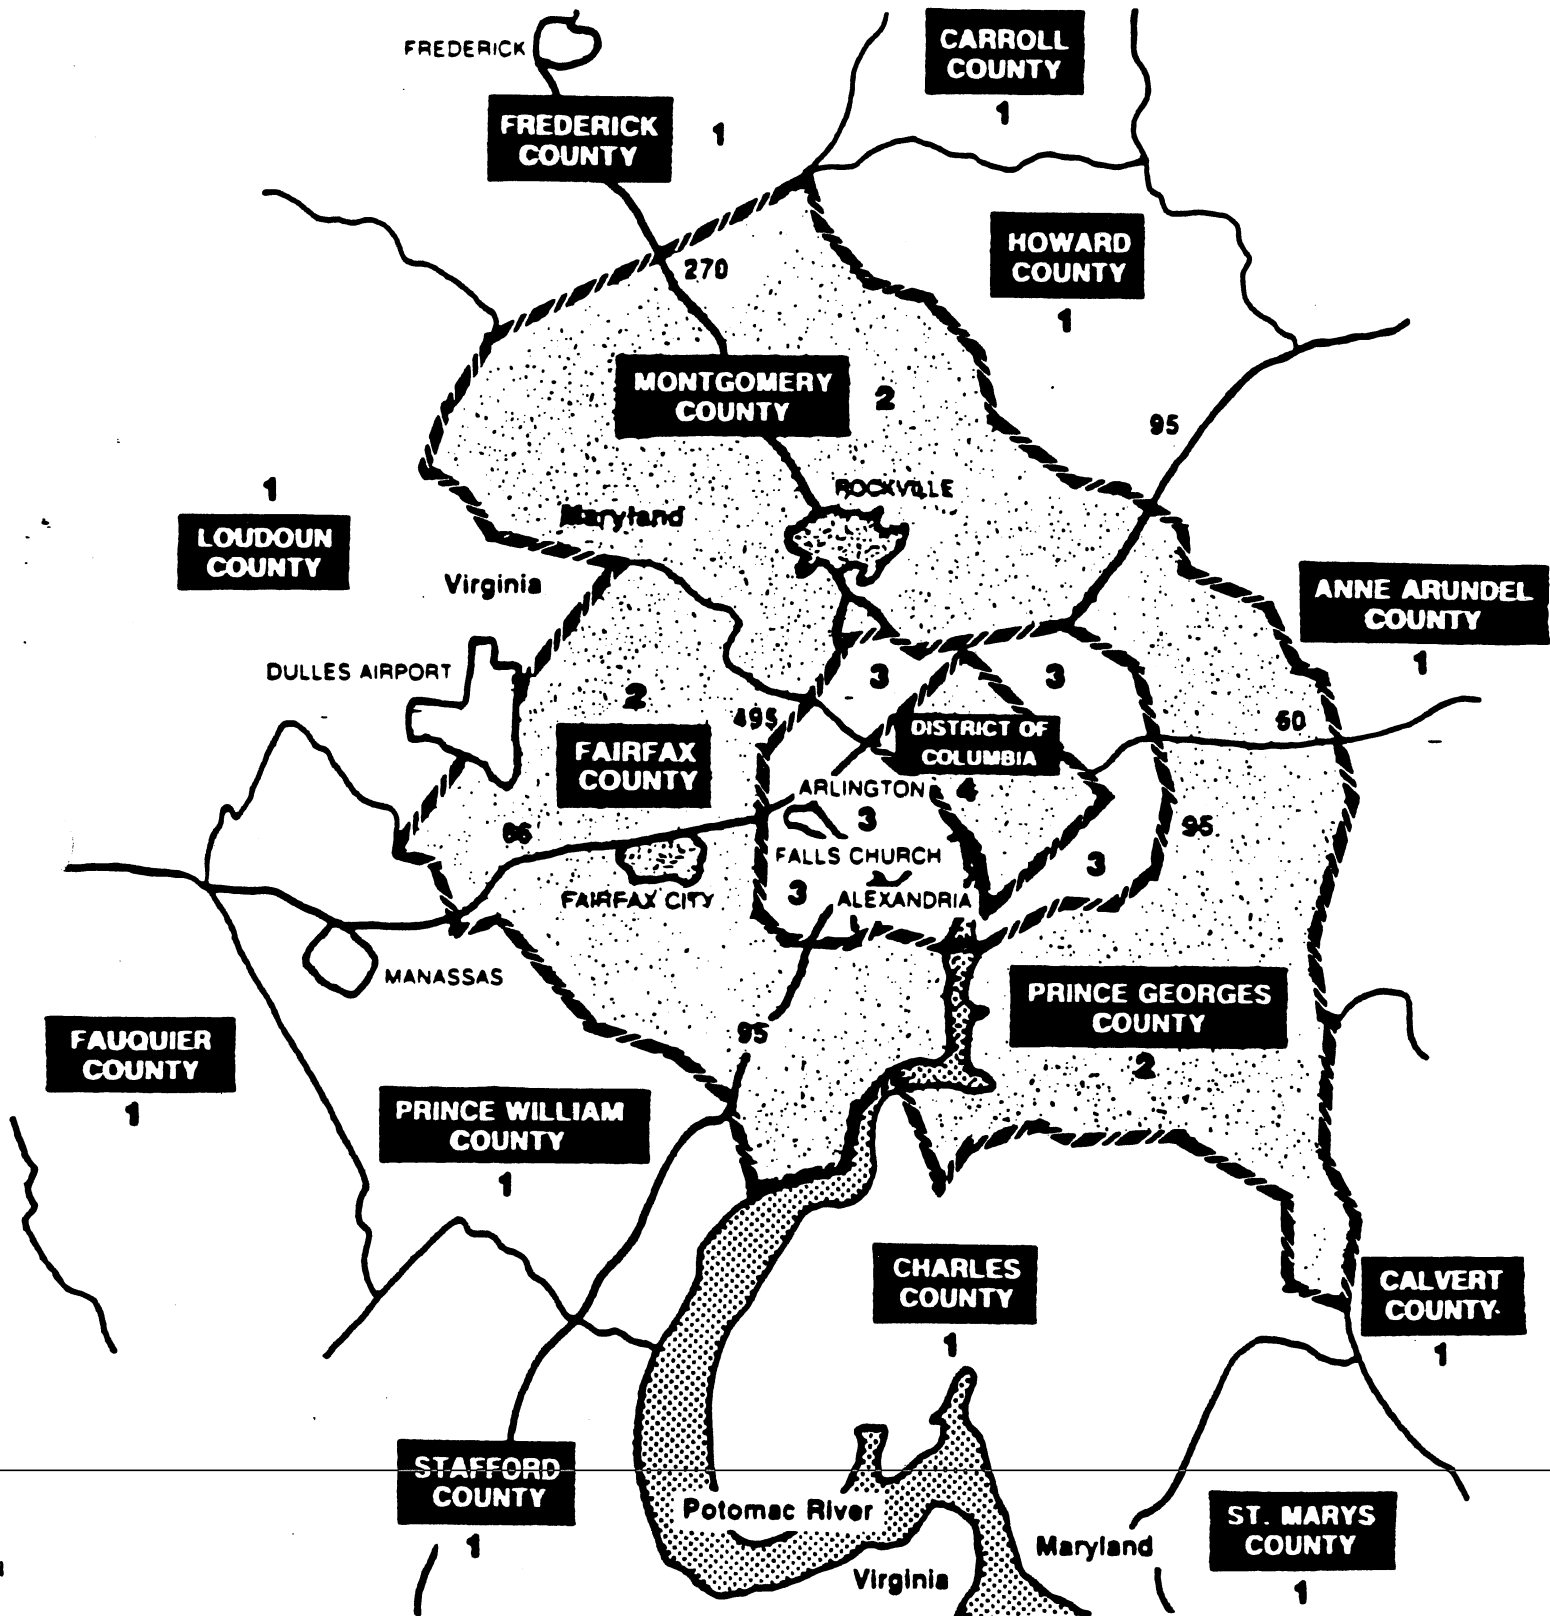 FREDERICK
CARROLL
COUNTY
1
FREDERICK
COUNTY
1
HOWARD
COUNTY
1
270
MONTGOMERY
COUNTY
2
95
ROCKVILLE
1
LOUDOUN
COUNTY
Maryland
Virginia
ANNE ARUNDEL
COUNTY
1
DULLES AIRPORT
2
FAIRFAX
COUNTY
495
3
3
50
DISTRICT OF
COLUMBIA
4
ARLINGTON
3
66
95
FALLS CHURCH
3
3
FAIRFAX CITY
ALEXANDRIA
MANASSAS
PRINCE GEORGES
COUNTY
2
95
FAUQUIER
COUNTY
1
PRINCE WILLIAM
COUNTY
1
CHARLES
COUNTY
1
CALVERT
COUNTY
1
STAFFORD
COUNTY
1
Potomac River
Virginia
Maryland
ST. MARYS
COUNTY
1